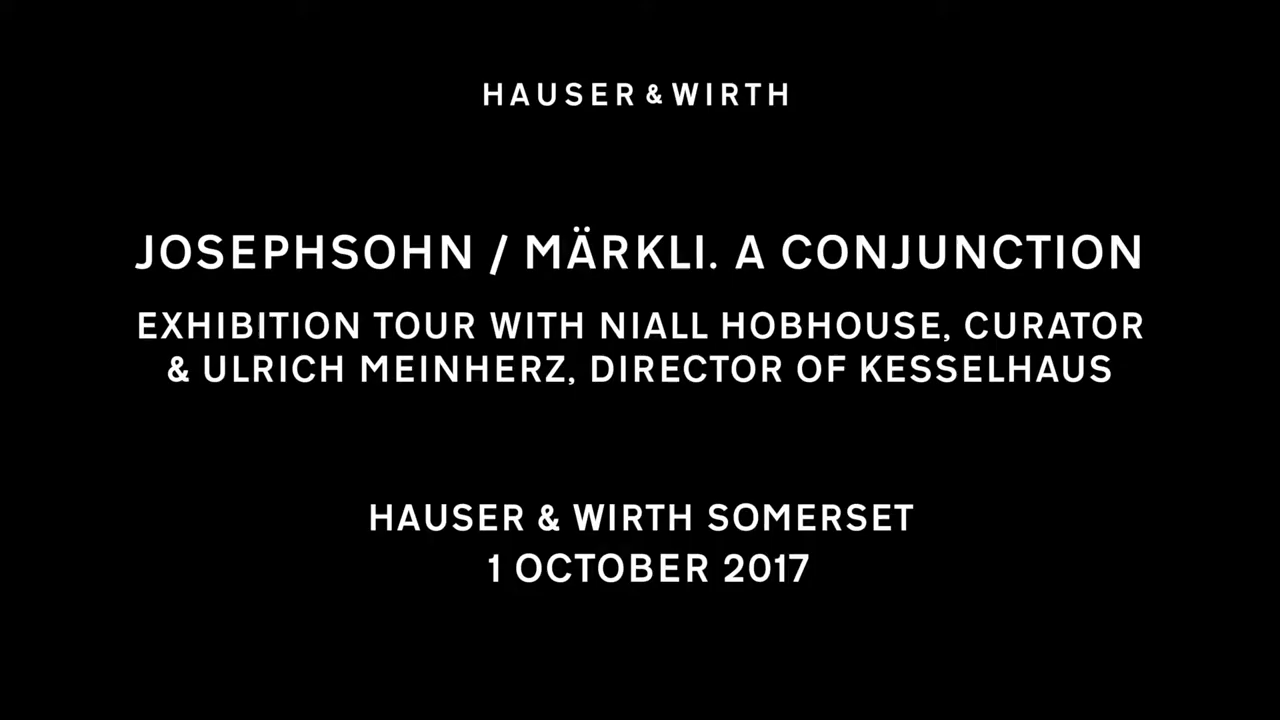 HAUSER & WIRTH
JOSEPHSOHN / MÄRKLI. A CONJUNCTION
EXHIBITION TOUR WITH NIALL HOBHOUSE, CURATOR
& ULRICH MEINHERZ, DIRECTOR OF KESSELHAUS
HAUSER & WIRTH SOMERSET
1 OCTOBER 2017